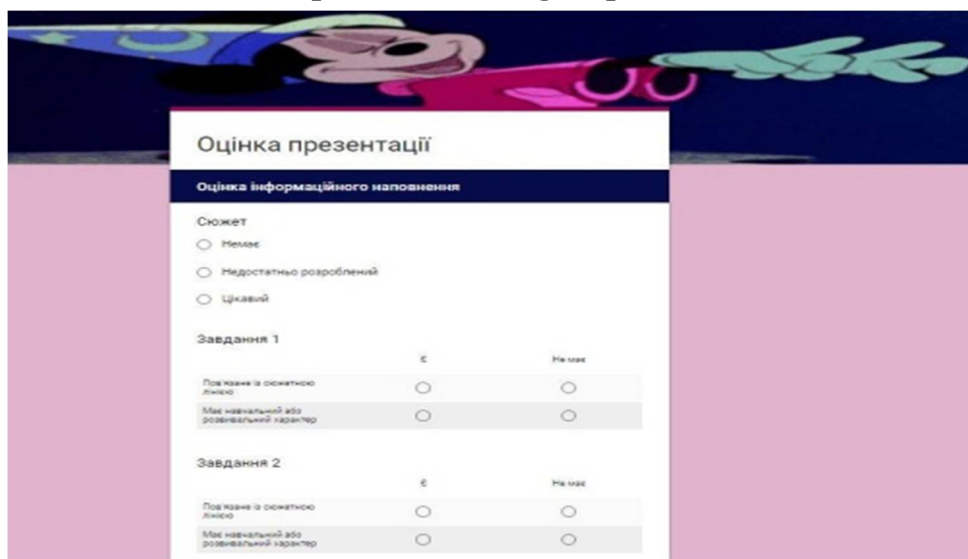 Оцінка презентації
Оцінка інформаційного наповнення
Сюжет
Немає
Недостатньо розроблений
Цікавий
Завдання 1
Є Не має
Пов'язане із сюжетною
лінією
Має навчальний або
розвивальний характер
Завдання 2
Є Не має
Пов'язане із сюжетною
лінією
Має навчальний або
розвивальний характер